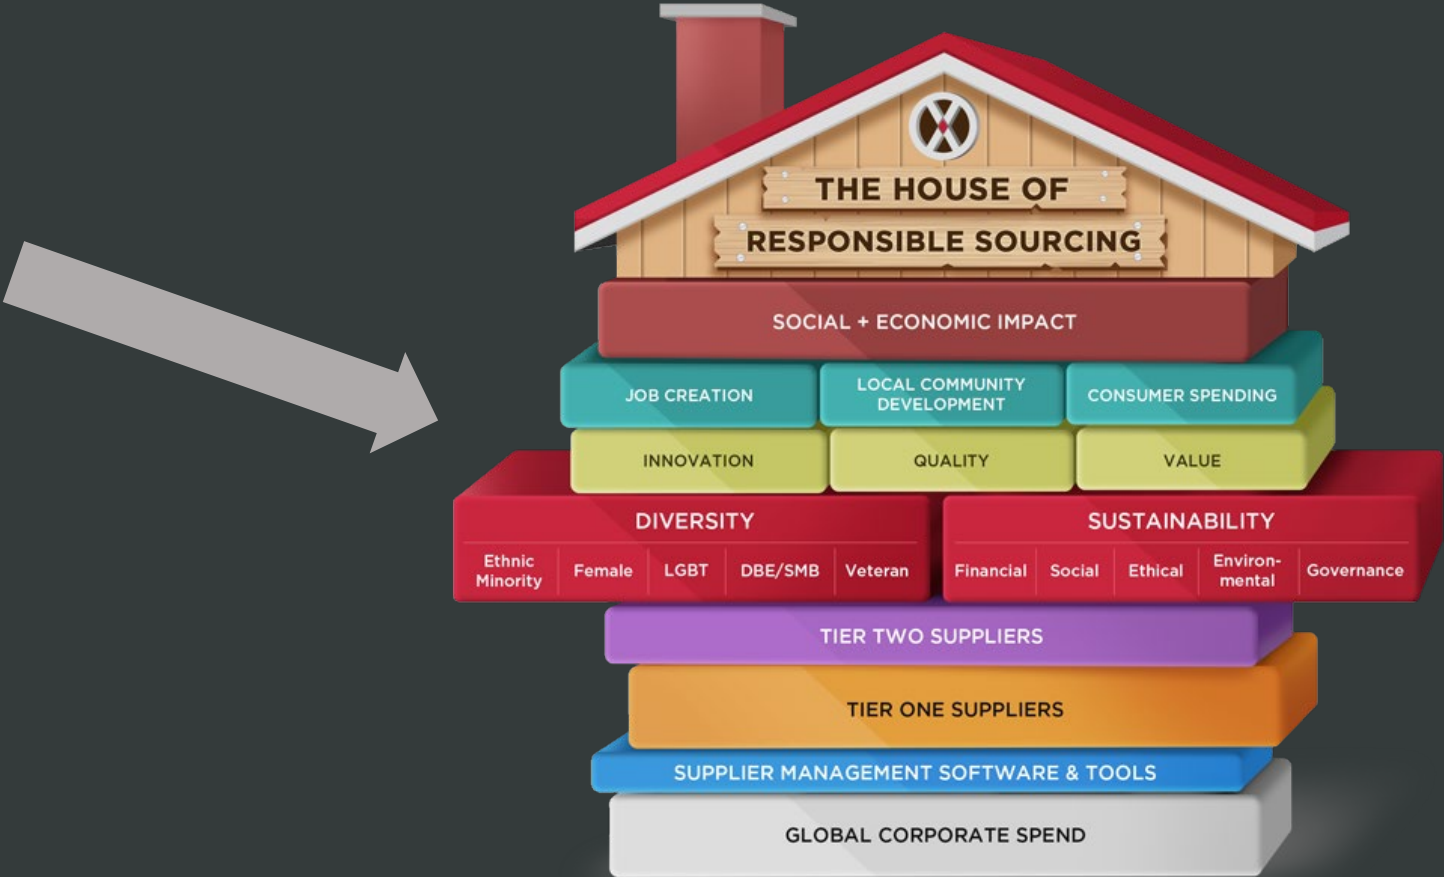 THE HOUSE OF
RESPONSIBLE SOURCING
SOCIAL + ECONOMIC IMPACT
JOB CREATION
LOCAL COMMUNITY
DEVELOPMENT
CONSUMER SPENDING
INNOVATION
QUALITY
VALUE
DIVERSITY
Ethnic
Minority
Female
LGBT
DBE/SMB
Veteran
SUSTAINABILITY
Financial
Social
Ethical
Environ-
mental
Governance
TIER TWO SUPPLIERS
TIER ONE SUPPLIERS
SUPPLIER MANAGEMENT SOFTWARE & TOOLS
GLOBAL CORPORATE SPEND